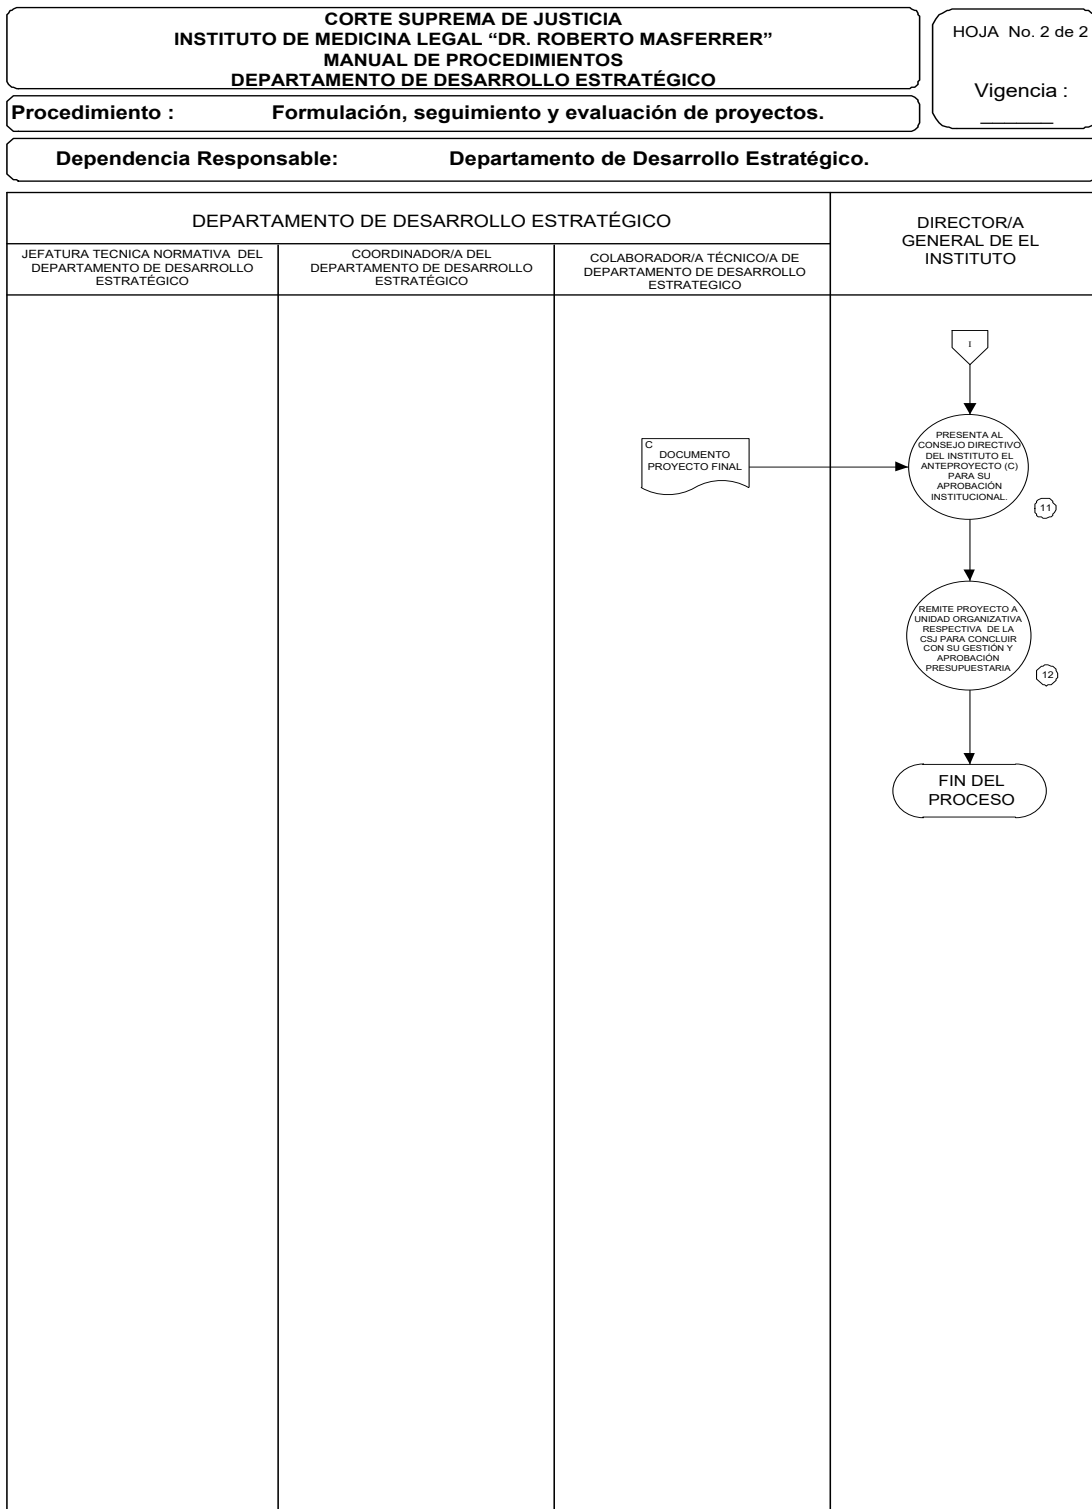 CORTE SUPREMA DE JUSTICIA
INSTITUTO DE MEDICINA LEGAL “DR. ROBERTO MASFERRER”
MANUAL DE PROCEDIMIENTOS
DEPARTAMENTO DE DESARROLLO ESTRATÉGICO
HOJA No. 2 de 2
Vigencia :
______
Procedimiento : Formulación, seguimiento y evaluación de proyectos.
Dependencia Responsable: Departamento de Desarrollo Estratégico.
DEPARTAMENTO DE DESARROLLO ESTRATÉGICO
JEFATURA TECNICA NORMATIVA DEL
DEPARTAMENTO DE DESARROLLO
ESTRATÉGICO
COORDINADOR/A DEL
DEPARTAMENTO DE DESARROLLO
ESTRATÉGICO
COLABORADOR/A TÉCNICO/A DE
DEPARTAMENTO DE DESARROLLO
ESTRATEGICO
DIRECTOR/A
GENERAL DE EL
INSTITUTO
I
C
DOCUMENTO
PROYECTO FINAL
PRESENTA AL
CONSEJO DIRECTIVO
DEL INSTITUTO EL
ANTEPROYECTO (C)
PARA SU
APROBACIÓN
INSTITUCIONAL.
11
REMITE PROYECTO A
UNIDAD ORGANIZATIVA
RESPECTIVA DE LA
CSJ PARA CONCLUIR
CON SU GESTIÓN Y
APROBACIÓN
PRESUPUESTARIA
12
FIN DEL
PROCESO